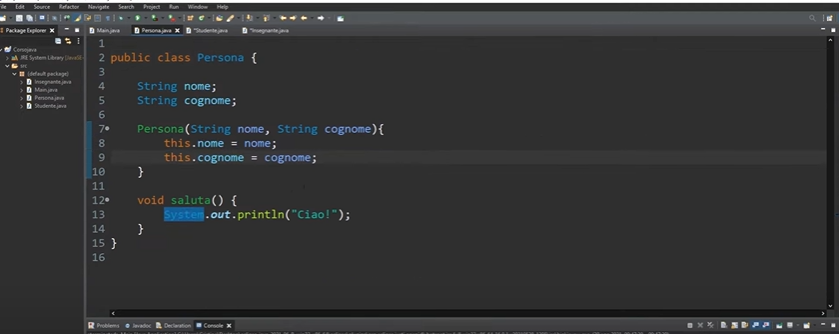 File Edit Source Refactor Navigate Search Project Run Window Help
Package Explorer
Main.java Persona.java *Studente.java *Insegnante.java
Corsojava
JRE System Library [JavaSE
src
(default package)
Insegnante.java
Main.java
Persona.java
Studente.java
1
2 public class Persona {
3
4 String nome;
5 String cognome;
6
7 Persona(String nome, String cognome){
8 this.nome = nome;
9 this.cognome = cognome;
10 }
11
12 void saluta() {
13 System.out.println("Ciao!");
14 }
15 }
16
Problems Javadoc Declaration Console